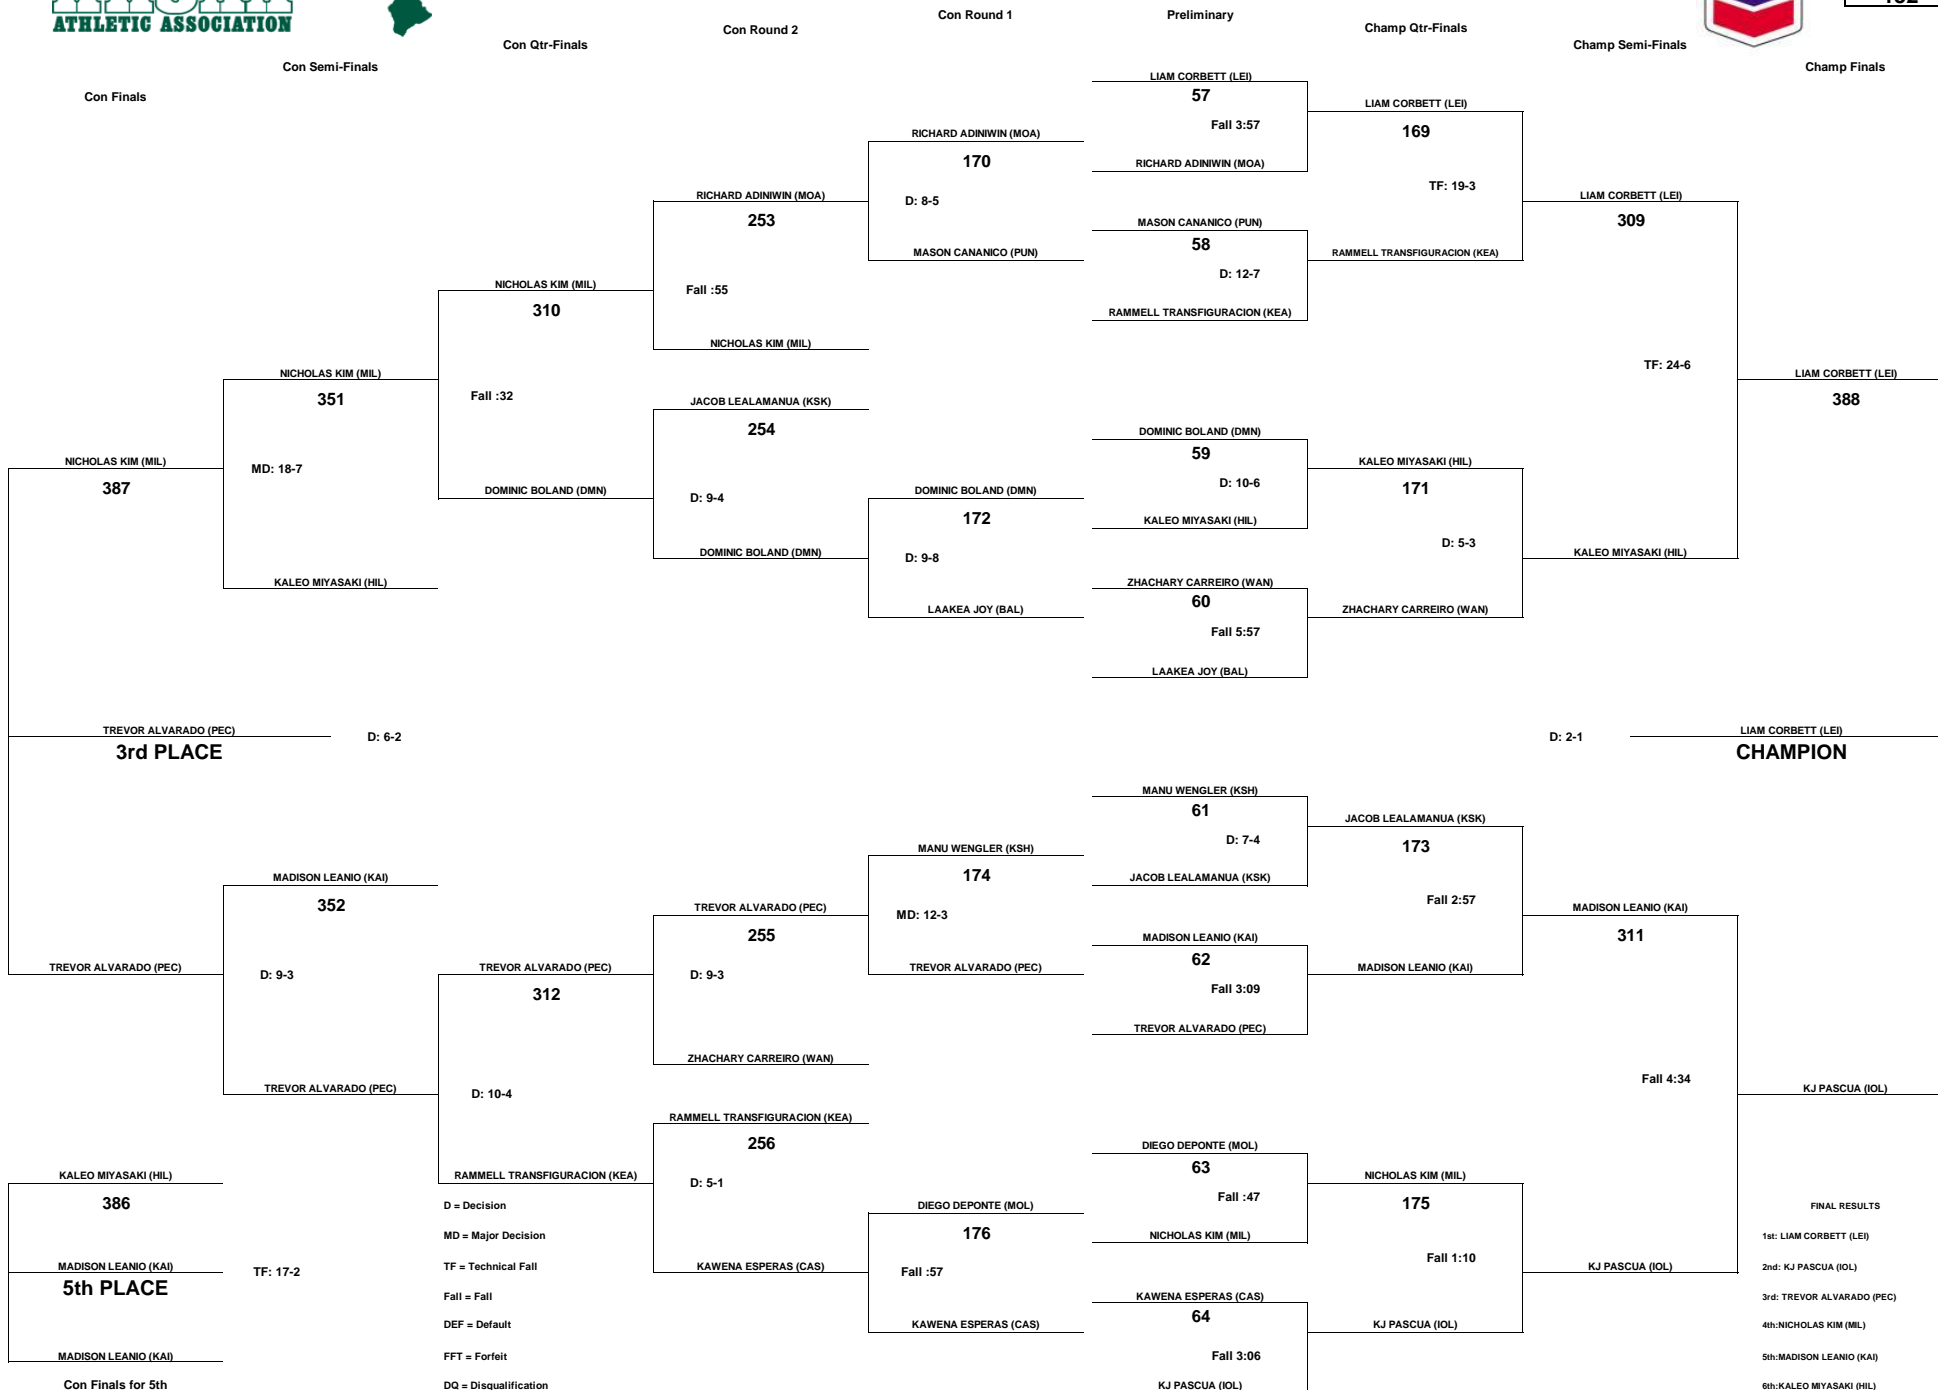 ATHLETIC ASSOCIATION
Con Finals
Con Semi-Finals
Con Qtr-Finals
Con Round 2
Con Round 1
Preliminary
Champ Qtr-Finals
Champ Semi-Finals
Champ Finals
LIAM CORBETT (LEI)
57
Fall 3:57
RICHARD ADINIWIN (MOA)
MASON CANANICO (PUN)
58
D: 12-7
RAMMELL TRANSFIGURACION (KEA)
DOMINIC BOLAND (DMN)
59
D: 10-6
KALEO MIYASAKI (HIL)
ZHACHARY CARREIRO (WAN)
60
Fall 5:57
LAAKEA JOY (BAL)
MANU WENGLER (KSH)
61
D: 7-4
JACOB LEALAMANUA (KSK)
MADISON LEANIO (KAI)
62
Fall 3:09
TREVOR ALVARADO (PEC)
DIEGO DEPONTE (MOL)
63
Fall :47
NICHOLAS KIM (MIL)
KAWENA ESPERAS (CAS)
64
Fall 3:06
KJ PASCUA (IOL)
LIAM CORBETT (LEI)
169
TF: 19-3
RAMMELL TRANSFIGURACION (KEA)
KALEO MIYASAKI (HIL)
171
D: 5-3
ZHACHARY CARREIRO (WAN)
JACOB LEALAMANUA (KSK)
173
Fall 2:57
MADISON LEANIO (KAI)
NICHOLAS KIM (MIL)
175
Fall 1:10
KJ PASCUA (IOL)
LIAM CORBETT (LEI)
309
TF: 24-6
KALEO MIYASAKI (HIL)
MADISON LEANIO (KAI)
311
Fall 4:34
KJ PASCUA (IOL)
LIAM CORBETT (LEI)
388
D: 2-1
LIAM CORBETT (LEI)
CHAMPION
KJ PASCUA (IOL)
RICHARD ADINIWIN (MOA)
170
D: 8-5
MASON CANANICO (PUN)
DOMINIC BOLAND (DMN)
172
D: 9-8
LAAKEA JOY (BAL)
MANU WENGLER (KSH)
174
MD: 12-3
TREVOR ALVARADO (PEC)
DIEGO DEPONTE (MOL)
176
Fall :57
KAWENA ESPERAS (CAS)
RICHARD ADINIWIN (MOA)
253
Fall :55
NICHOLAS KIM (MIL)
JACOB LEALAMANUA (KSK)
254
D: 9-4
DOMINIC BOLAND (DMN)
TREVOR ALVARADO (PEC)
255
D: 9-3
ZHACHARY CARREIRO (WAN)
RAMMELL TRANSFIGURACION (KEA)
256
D: 5-1
KAWENA ESPERAS (CAS)
NICHOLAS KIM (MIL)
310
Fall :32
DOMINIC BOLAND (DMN)
TREVOR ALVARADO (PEC)
312
D: 10-4
RAMMELL TRANSFIGURACION (KEA)
NICHOLAS KIM (MIL)
351
MD: 18-7
KALEO MIYASAKI (HIL)
MADISON LEANIO (KAI)
352
D: 9-3
TREVOR ALVARADO (PEC)
NICHOLAS KIM (MIL)
387
TREVOR ALVARADO (PEC)
3rd PLACE
D: 6-2
TREVOR ALVARADO (PEC)
KALEO MIYASAKI (HIL)
386
MADISON LEANIO (KAI)
5th PLACE
TF: 17-2
MADISON LEANIO (KAI)
Con Finals for 5th
D = Decision
MD = Major Decision
TF = Technical Fall
Fall = Fall
DEF = Default
FFT = Forfeit
DQ = Disqualification
FINAL RESULTS
1st: LIAM CORBETT (LEI)
2nd: KJ PASCUA (IOL)
3rd: TREVOR ALVARADO (PEC)
4th:NICHOLAS KIM (MIL)
5th:MADISON LEANIO (KAI)
6th:KALEO MIYASAKI (HIL)